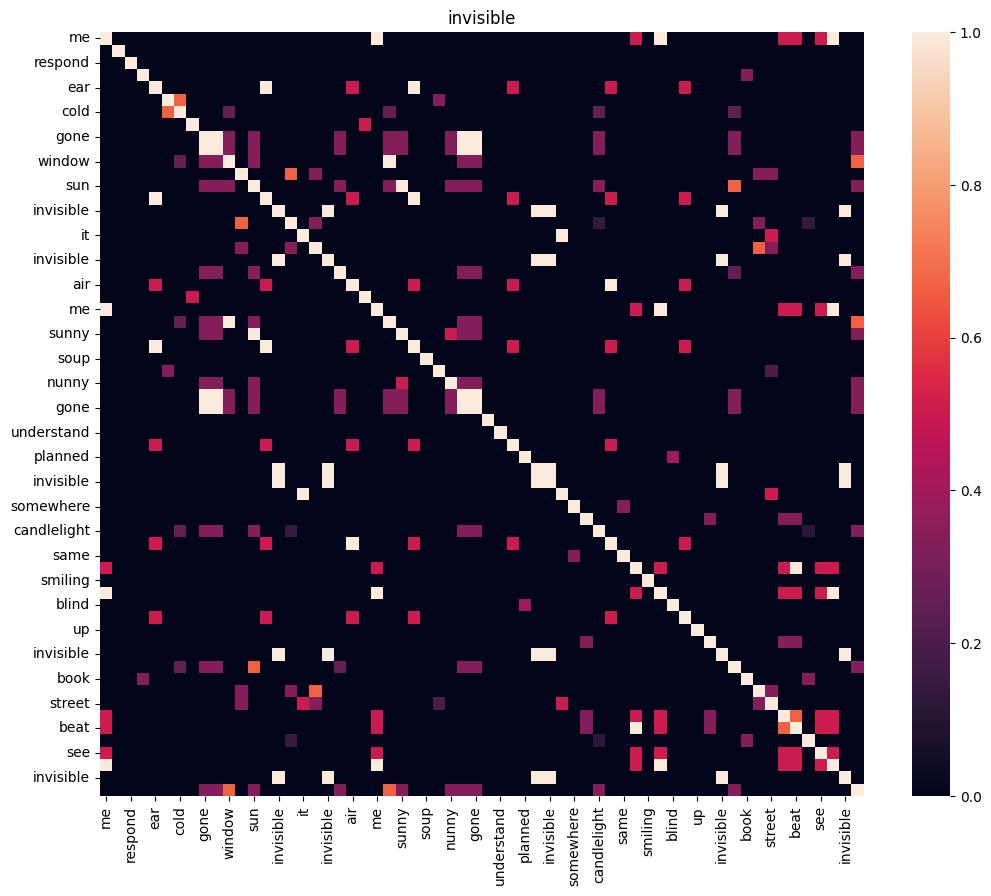 invisible
me
respond
ear
cold
gone
window
sun
invisible
it
invisible
air
me
sunny
soup
nunny
gone
understand
planned
invisible
somewhere
candlelight
same
smiling
blind
up
invisible
book
street
beat
see
invisible
me
respond
ear
cold
gone
window
sun
invisible
it
invisible
air
me
sunny
soup
nunny
gone
understand
planned
invisible
somewhere
candlelight
same
smiling
blind
up
invisible
book
street
beat
see
invisible
1.0
0.8
0.6
0.4
0.2
0.0